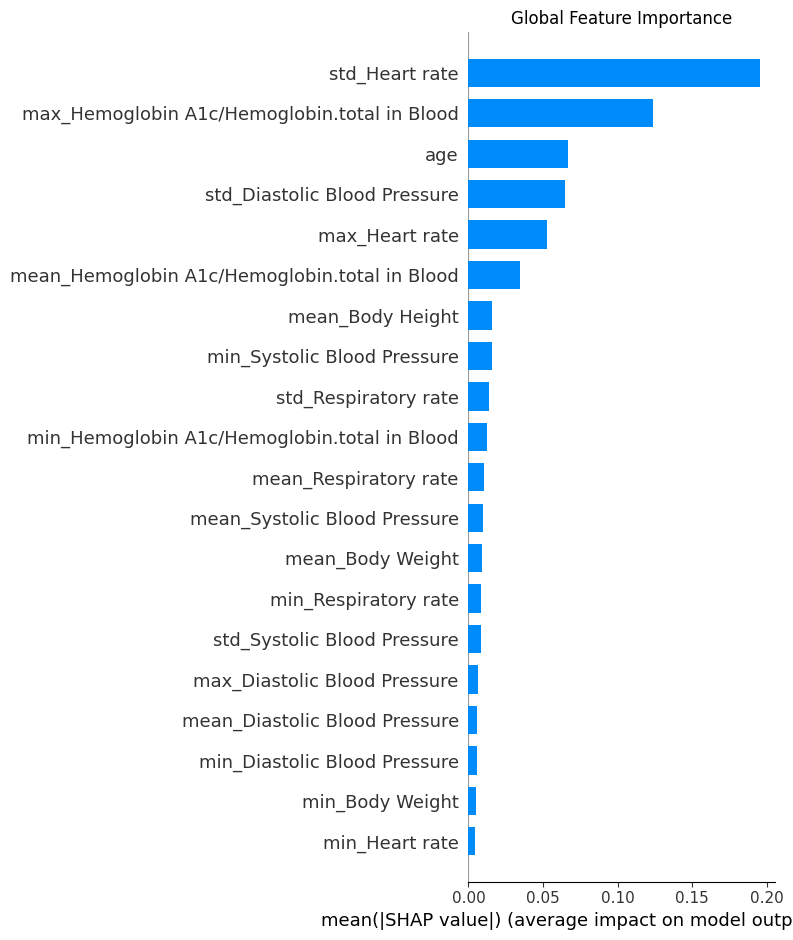 Global Feature Importance
std_Heart rate
max_Hemoglobin A1c/Hemoglobin.total in Blood
age
std_Diastolic Blood Pressure
max_Heart rate
mean_Hemoglobin A1c/Hemoglobin.total in Blood
mean_Body Height
min_Systolic Blood Pressure
std_Respiratory rate
min_Hemoglobin A1c/Hemoglobin.total in Blood
mean_Respiratory rate
mean_Systolic Blood Pressure
mean_Body Weight
min_Respiratory rate
std_Systolic Blood Pressure
max_Diastolic Blood Pressure
mean_Diastolic Blood Pressure
min_Diastolic Blood Pressure
min_Body Weight
min_Heart rate
0.00 0.05 0.10 0.15 0.20
mean(|SHAP value|) (average impact on model outp